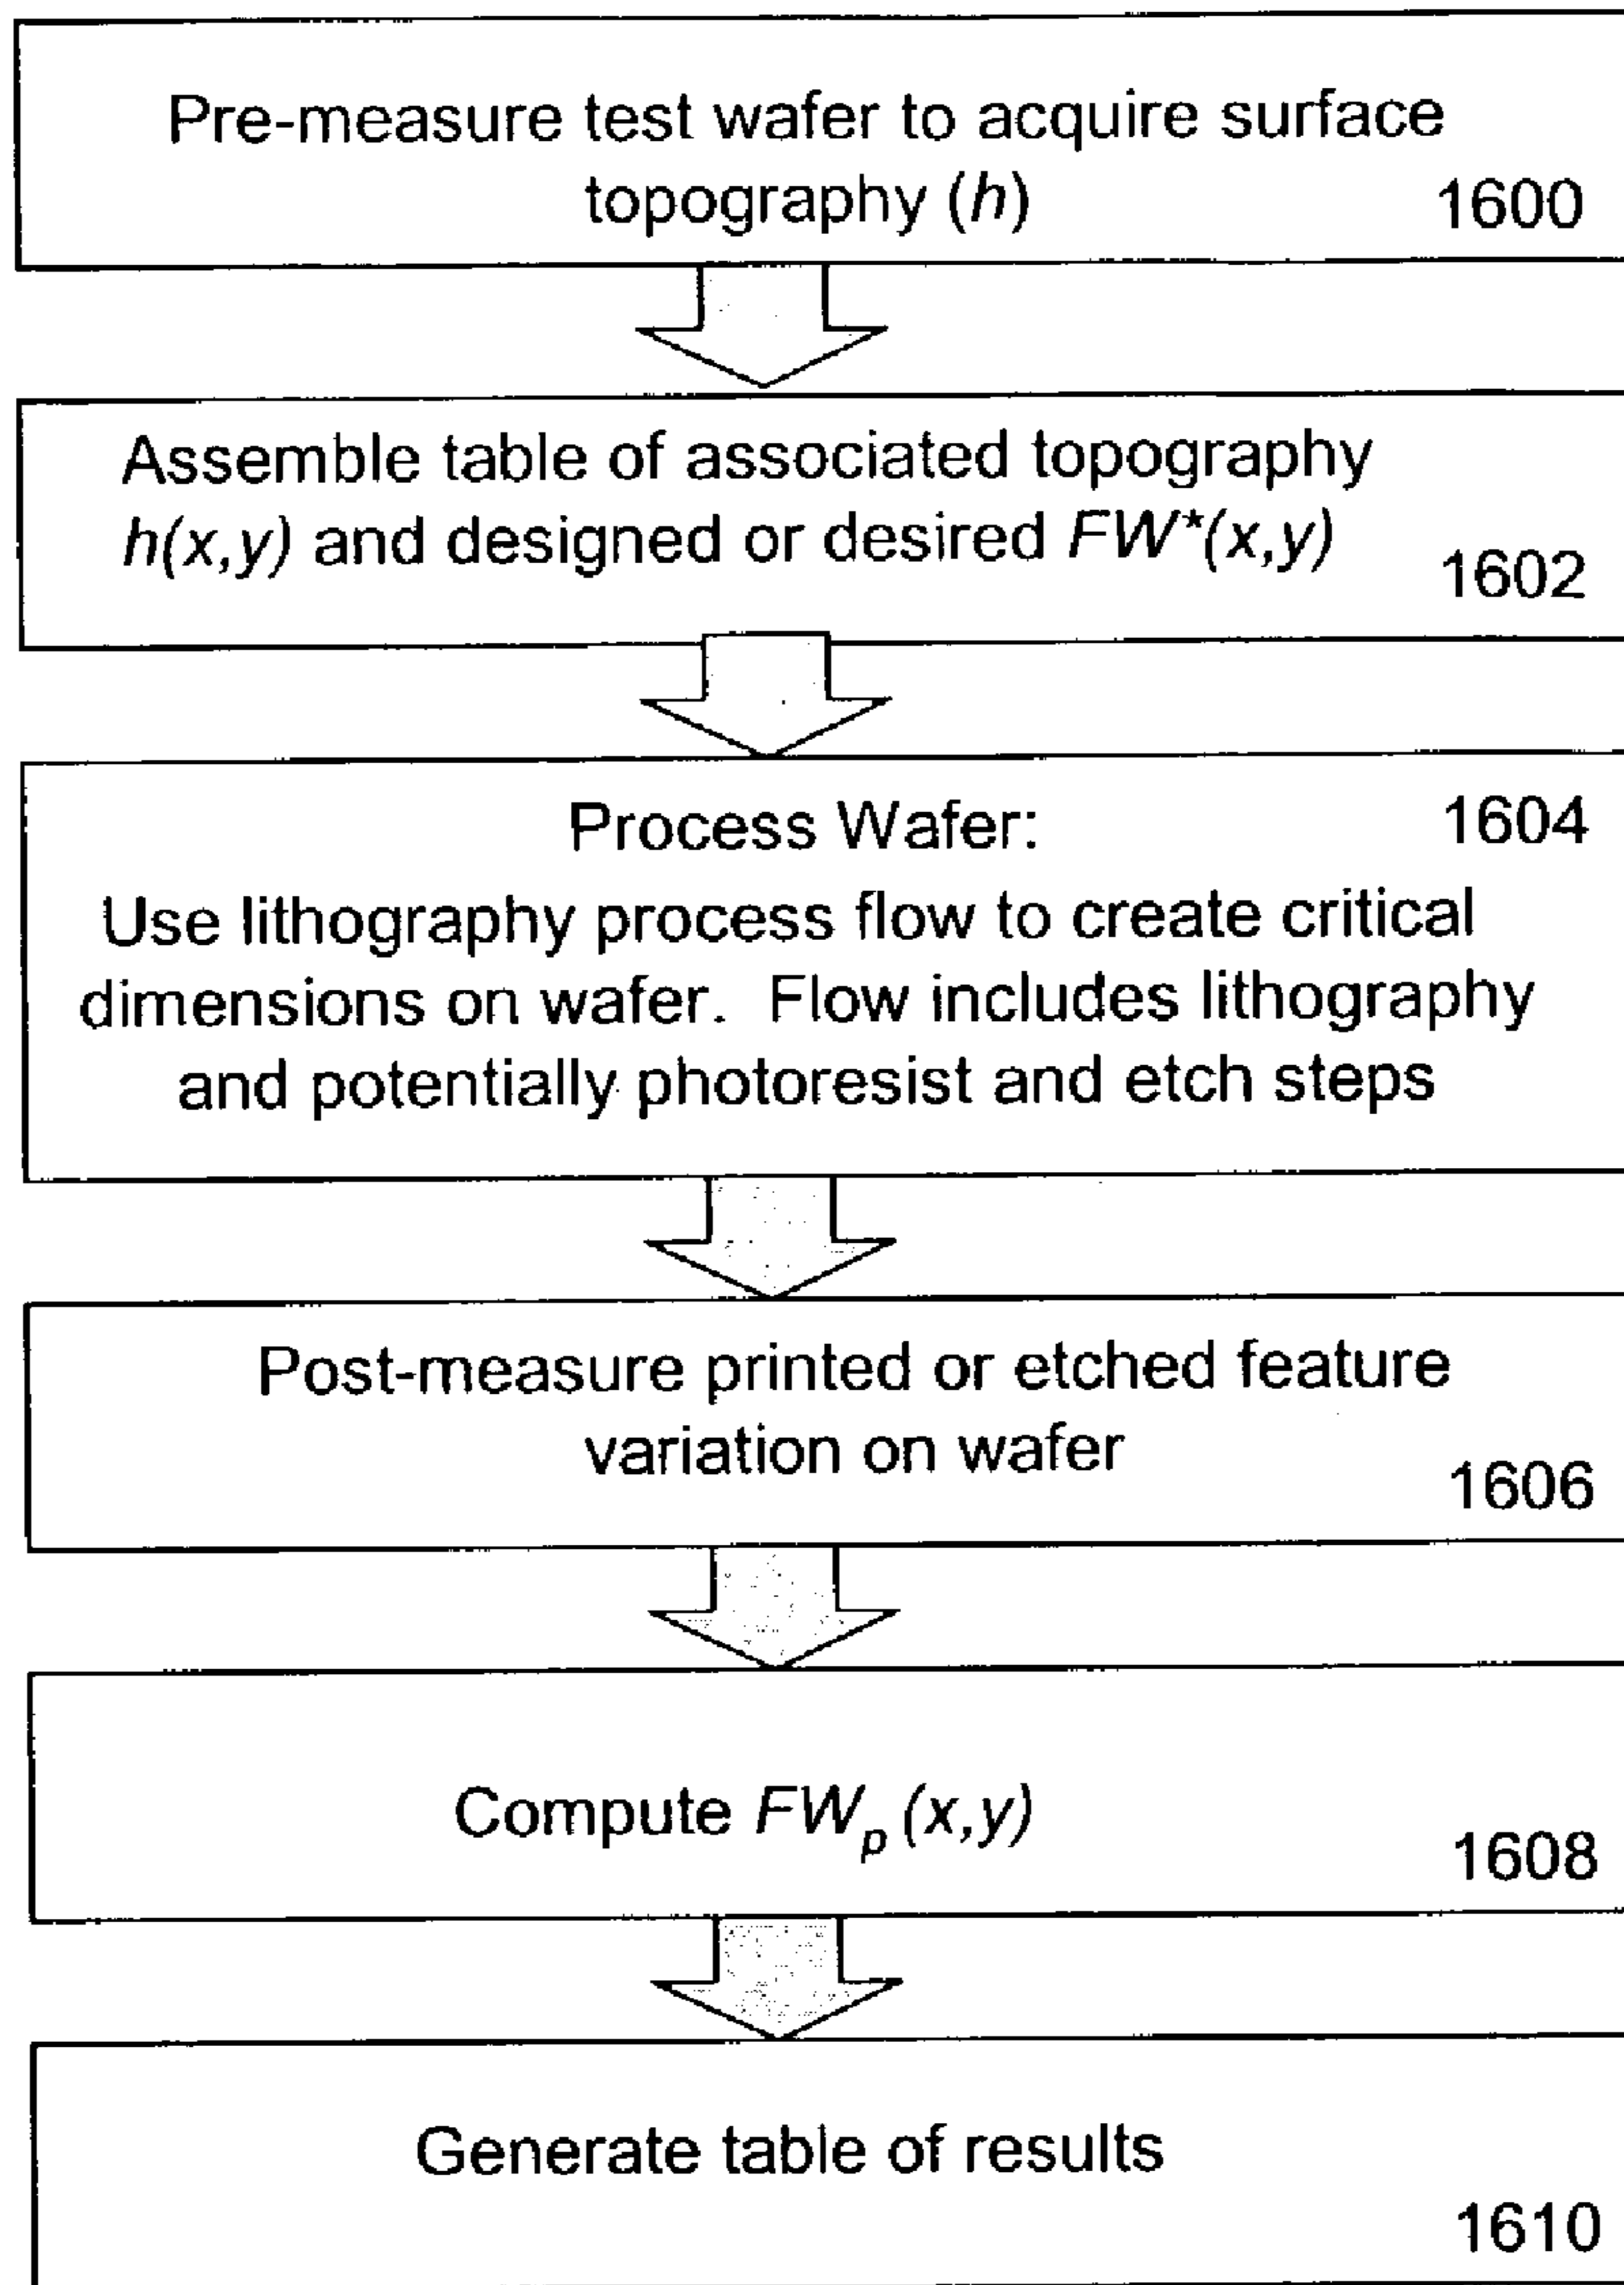 Pre-measure test wafer to acquire surface
topography (h)
1600
Assemble table of associated topography
h(x,y) and designed or desired FW*(x,y)
1602
Process Wafer:
1604
Use lithography process flow to create critical
dimensions on wafer. Flow includes lithography
and potentially photoresist and etch steps
Post-measure printed or etched feature
variation on wafer
1606
Compute FWp (x,y)
1608
Generate table of results
1610